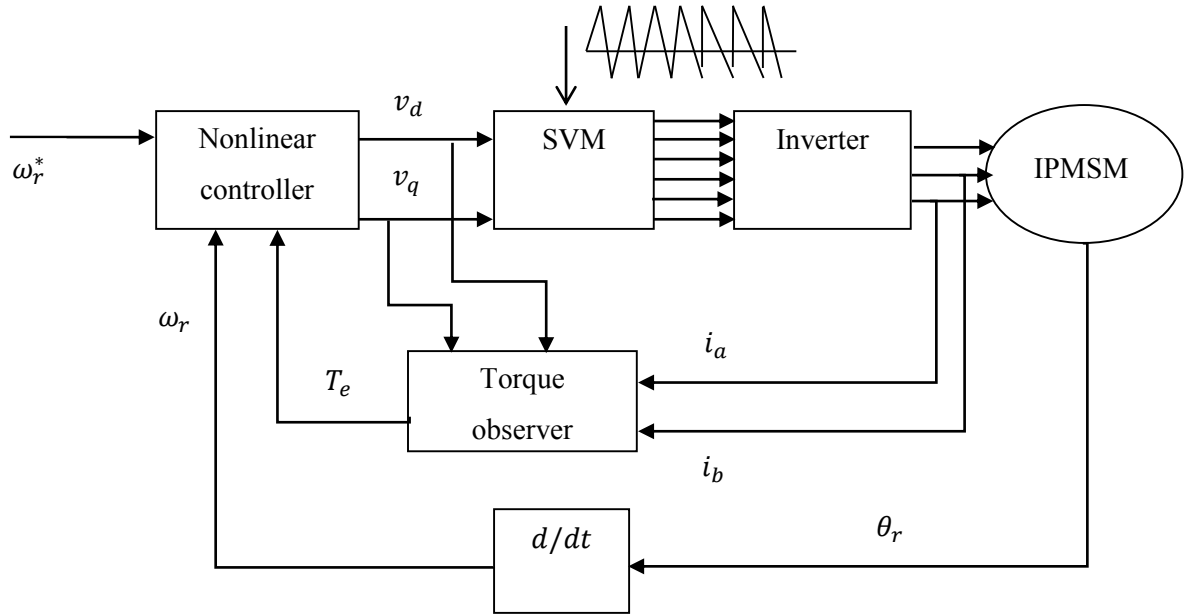 v_d
SVM
Inverter
Nonlinear
controller
ω_r^*
v_q
IPMSM
ω_r
i_a
T_e
Torque
observer
i_b
d/dt
θ_r